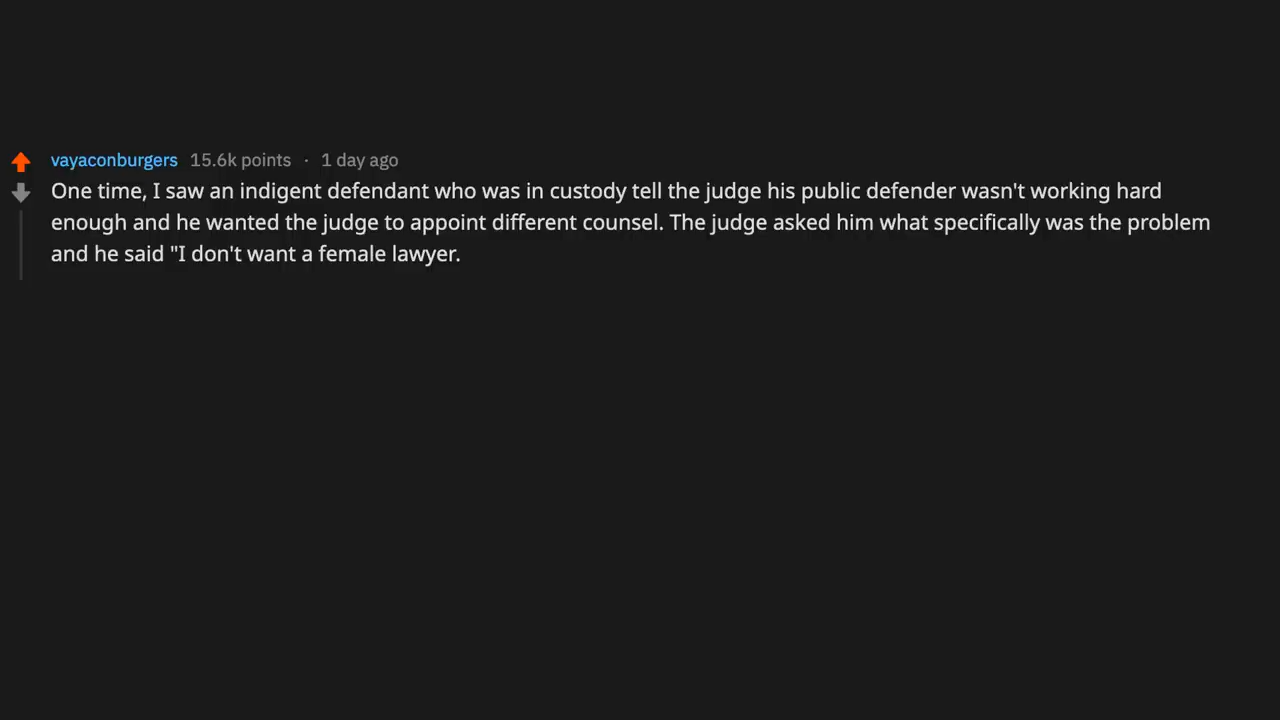 vayaconburgers 15.6k points · 1 day ago
One time, I saw an indigent defendant who was in custody tell the judge his public defender wasn't working hard
enough and he wanted the judge to appoint different counsel. The judge asked him what specifically was the problem
and he said "I don't want a female lawyer.